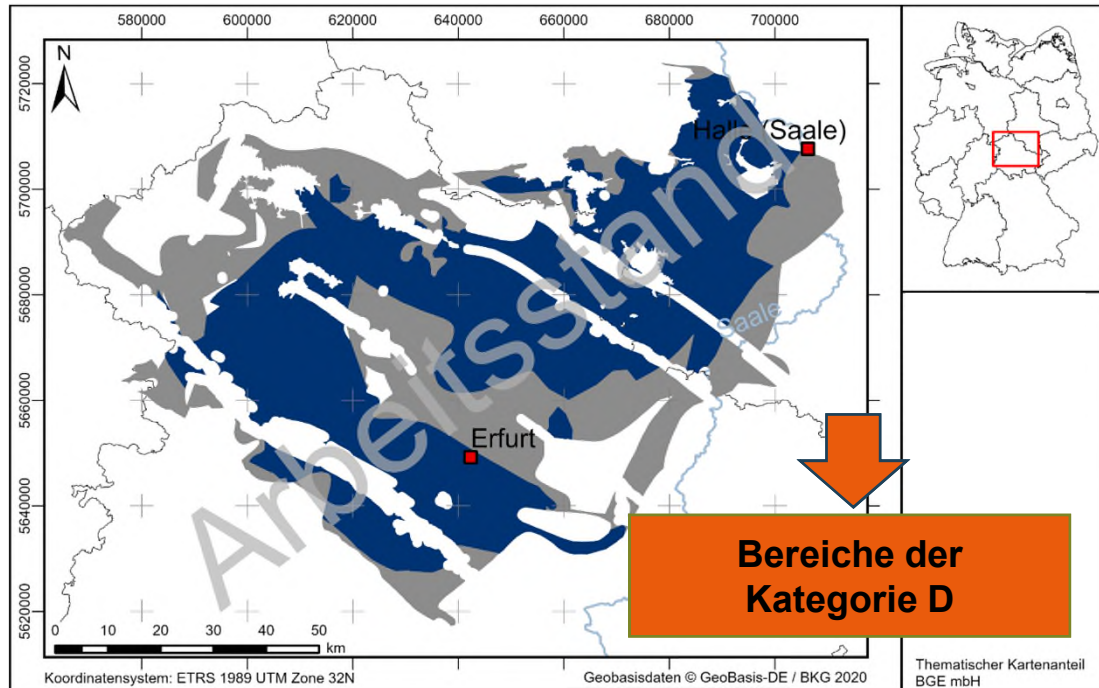 580000 600000 620000 640000 660000 680000 700000
N
5720000
5700000
5680000
5660000
5640000
5620000
Halle (Saale)
Saale
Erfurt
Arbeitsstand
Bereiche der
Kategorie D
0 10 20 30 40 50
km
Koordinatensystem: ETRS 1989 UTM Zone 32N
Geobasisdaten © GeoBasis-DE / BKG 2020
Thematischer Kartenanteil
BGE mbH